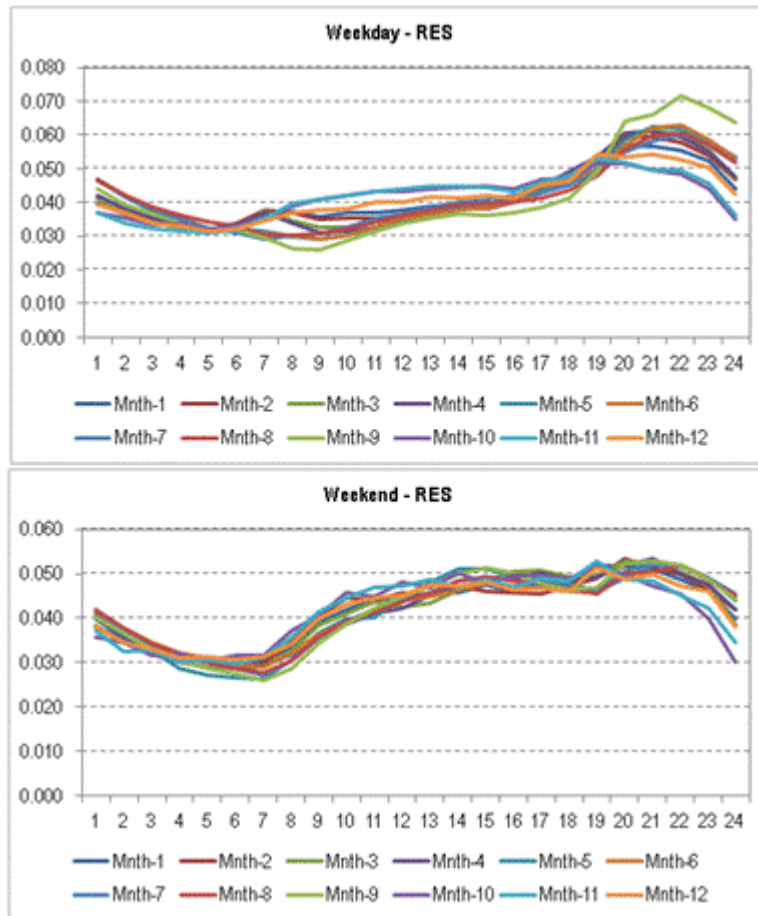 Weekday - RES
0.080
0.070
0.060
0.050
0.040
0.030
0.020
0.010
0.000
1 2 3 4 5 6 7 8 9 10 11 12 13 14 15 16 17 18 19 20 21 22 23 24
Mnth-1 Mnth-2 Mnth-3 Mnth-4 Mnth-5 Mnth-6
Mnth-7 Mnth-8 Mnth-9 Mnth-10 Mnth-11 Mnth-12
Weekend - RES
0.060
0.050
0.040
0.030
0.020
0.010
0.000
1 2 3 4 5 6 7 8 9 10 11 12 13 14 15 16 17 18 19 20 21 22 23 24
Mnth-1 Mnth-2 Mnth-3 Mnth-4 Mnth-5 Mnth-6
Mnth-7 Mnth-8 Mnth-9 Mnth-10 Mnth-11 Mnth-12